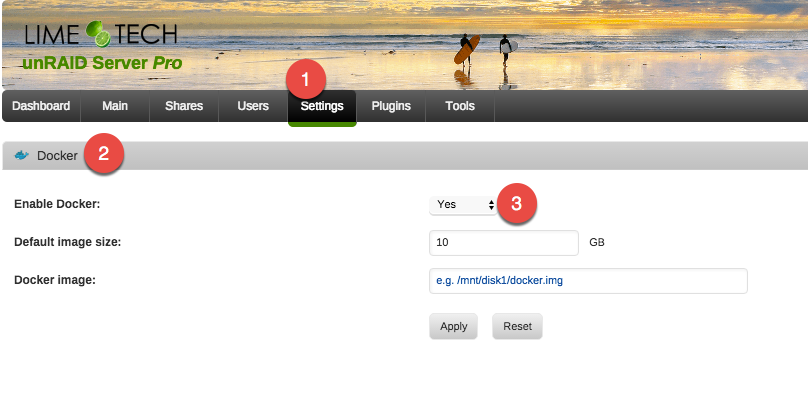 LIME TECH
unRAID Server Pro
1
Dashboard Main Shares Users Settings Plugins Tools
Docker 2
Enable Docker: Yes 3
Default image size: 10 GB
Docker image: e.g. /mnt/disk1/docker.img
Apply Reset